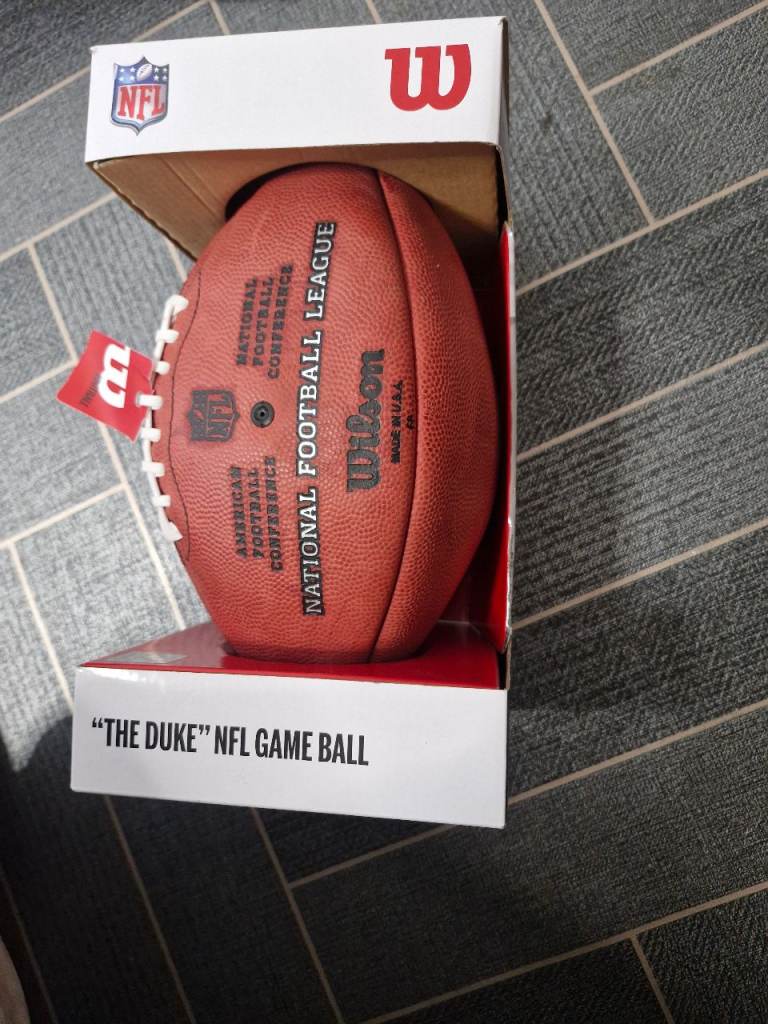 NFL
W
NATIONAL
FOOTBALL
CONFERENCE
NFL
AMERICAN
FOOTBALL
CONFERENCE
NATIONAL FOOTBALL LEAGUE
Wilson
MADE IN U.S.A.
W
“THE DUKE” NFL GAME BALL